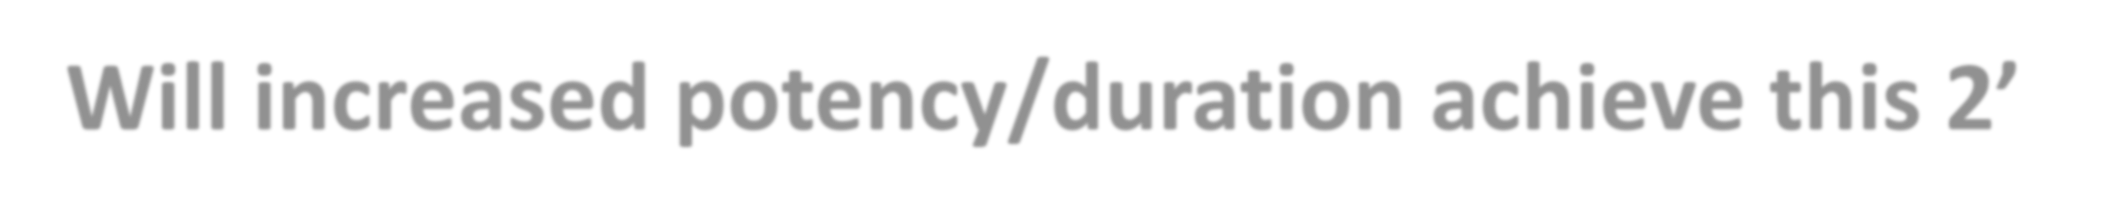 Will increased potency/duration achieve this 2’